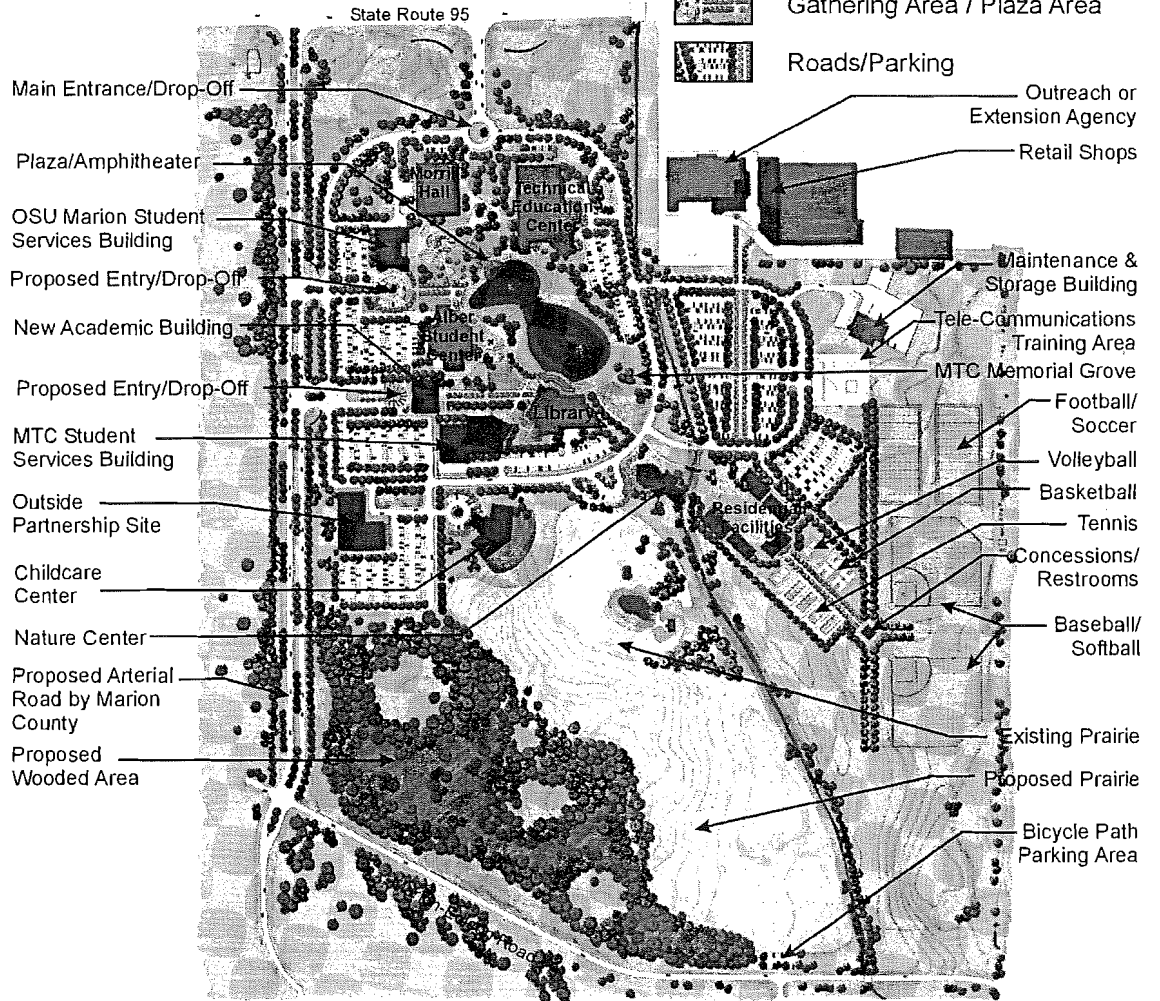 Gathering Area / Plaza Area
Roads/Parking
State Route 95
Main Entrance/Drop-Off
Plaza/Amphitheater
OSU Marion Student
Services Building
Proposed Entry/Drop-Off
New Academic Building
Proposed Entry/Drop-Off
MTC Student
Services Building
Outside
Partnership Site
Childcare
Center
Nature Center
Proposed Arterial
Road by Marion
County
Proposed
Wooded Area
Morrill
Hall
Technical
Education
Center
Alber
Student
Center
Library
Residential
Facilities
Road
Outreach or
Extension Agency
Retail Shops
Maintenance &
Storage Building
Tele-Communications
Training Area
MTC Memorial Grove
Football/
Soccer
Volleyball
Basketball
Tennis
Concessions/
Restrooms
Baseball/
Softball
Existing Prairie
Proposed Prairie
Bicycle Path
Parking Area